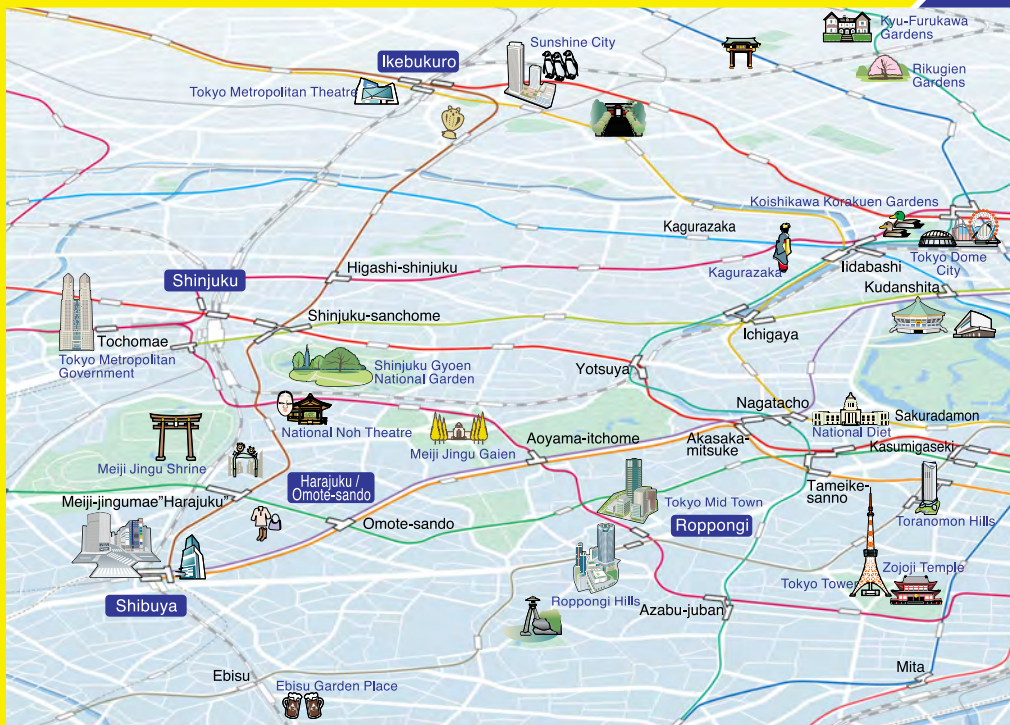 Kyu-Furukawa
Gardens
Sunshine City
Ikebukuro
Rikugien
Gardens
Tokyo Metropolitan Theatre
Koishikawa Korakuen Gardens
Kagurazaka
Kagurazaka
Iidabashi
Tokyo Dome
City
Higashi-shinjuku
Shinjuku
Kudanshita
Shinjuku-sanchome
Ichigaya
Tochomae
Tokyo Metropolitan
Government
Shinjuku Gyoen
National Garden
Yotsuya
Nagatacho
National Noh Theatre
Sakuradamon
National Diet
Meiji Jingu Gaien
Aoyama-itchome
Akasaka-
mitsuke
Kasumigaseki
Meiji Jingu Shrine
Harajuku /
Omoté-sando
Tameike-
sanno
Meiji-jingumae"Harajuku"
Tokyo Mid Town
Omote-sando
Roppongi
Toranomon Hills
Zojoji Temple
Tokyo Tower
Shibuya
Roppongi Hills
Azabu-juban
Mita
Ebisu
Ebisu Garden Place